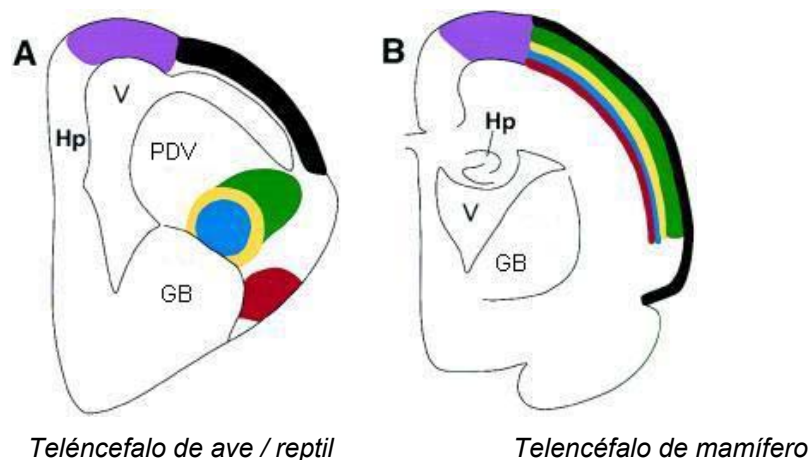 A
V
Hp
PDV
GB
B
Hp
V
GB
Teléncefalo de ave / reptil
Telencéfalo de mamífero